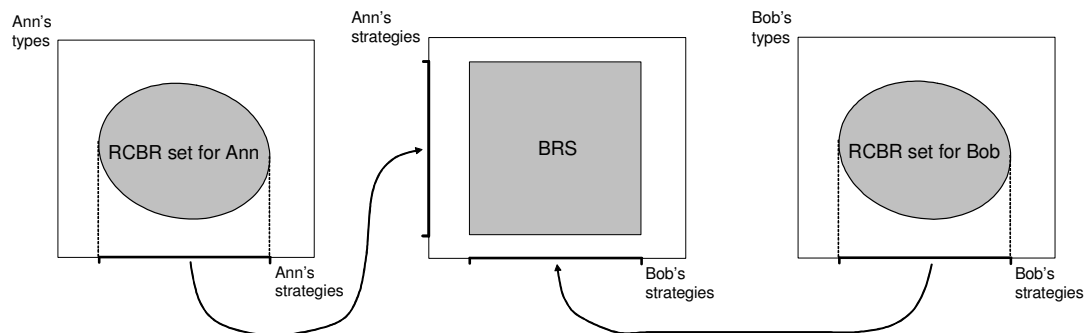 Ann's
types
RCBR set for Ann
Ann's
strategies
Ann's
strategies
BRS
Bob's
strategies
Bob's
types
RCBR set for Bob
Bob's
strategies